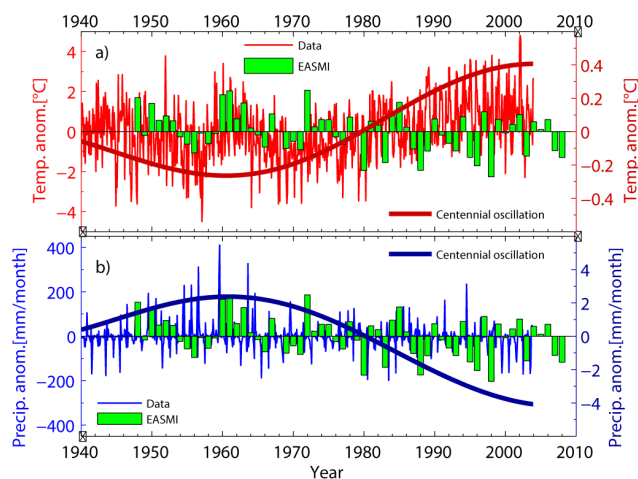 1940 1950 1960 1970 1980 1990 2000 2010
a)
Data
EASMI
Temp. anom.[°C]
4
2
0
−2
−4
0.4
0.2
0
−0.2
0.4
Temp. anom.[°C]
Centennial oscillation
b)
Centennial oscillation
Precip. anom.[mm/month]
400
200
0
−200
−400
4
2
0
−2
−4
Precip. anom.[mm/month]
Data
EASMI
1940 1950 1960 1970 1980 1990 2000 2010
Year